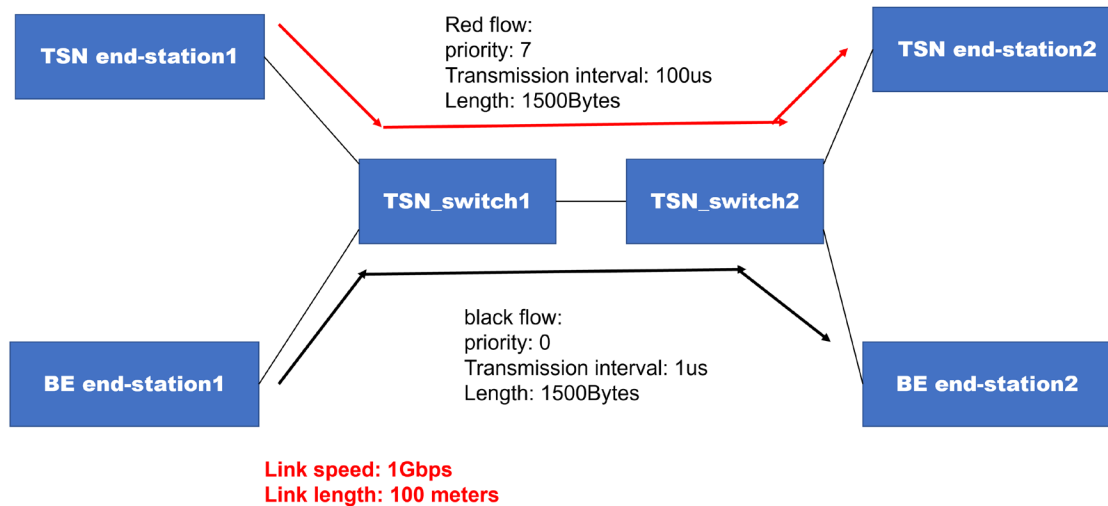 TSN end-station1
Red flow:
priority: 7
Transmission interval: 100us
Length: 1500Bytes
TSN end-station2
TSN_switch1
TSN_switch2
black flow:
priority: 0
Transmission interval: 1us
Length: 1500Bytes
BE end-station1
BE end-station2
Link speed: 1Gbps
Link length: 100 meters